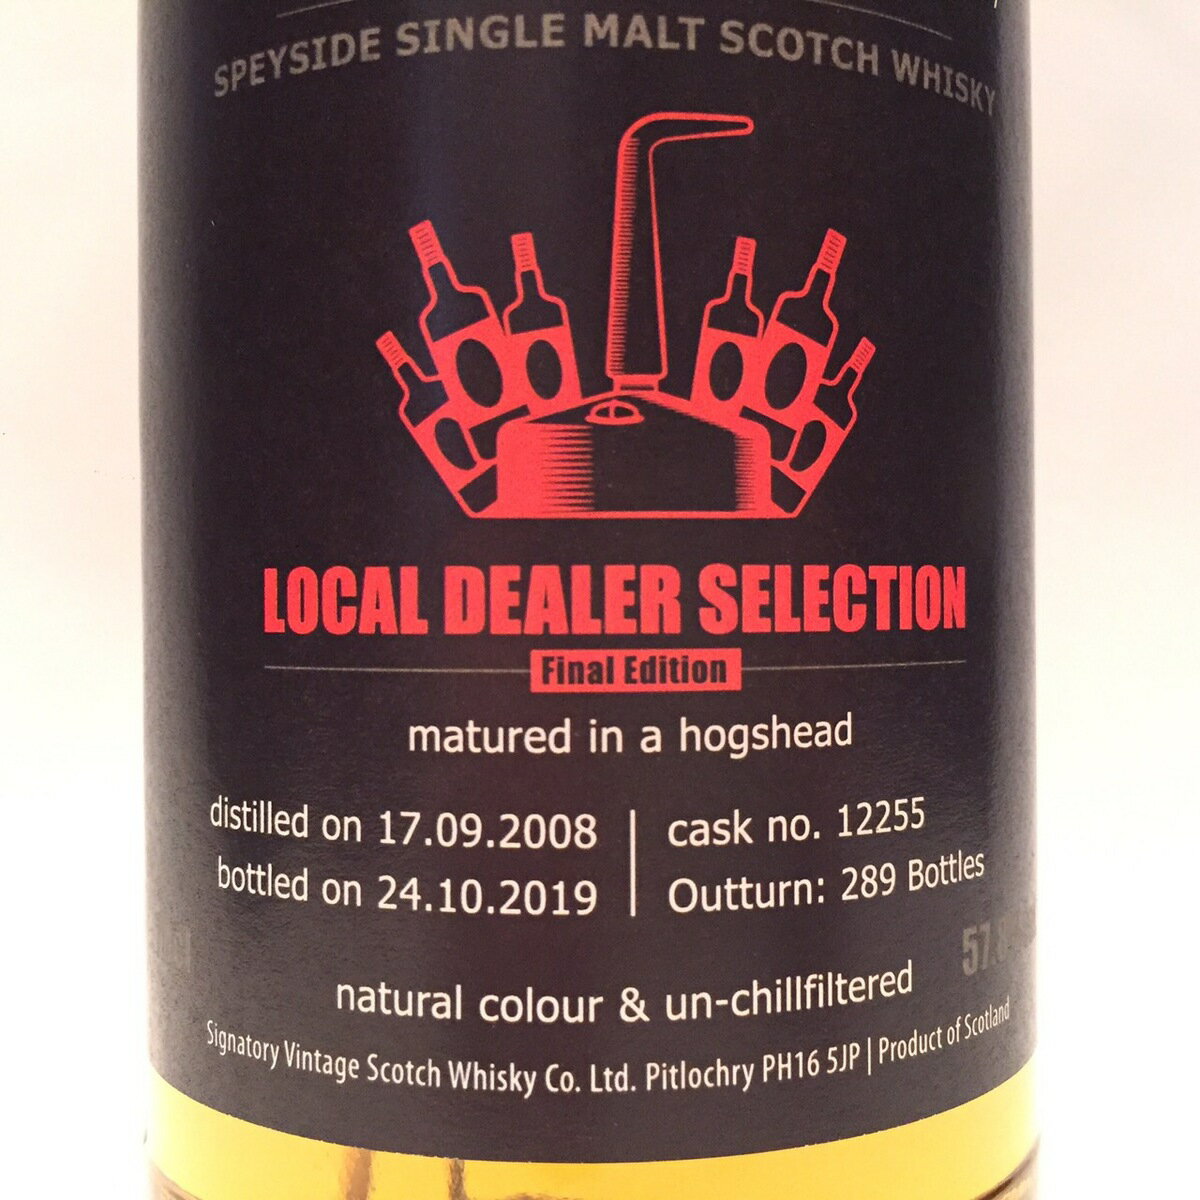 SPEYSIDE SINGLE MALT SCOTCH WHISKY
LOCAL DEALER SELECTION
Final Edition
matured in a hogshead
distilled on 17.09.2008
bottled on 24.10.2019
cask no. 12255
Outturn: 289 Bottles
natural colour & un-chillfiltered
Signatory Vintage Scotch Whisky Co. Ltd. Pitlochry PH16 5JP | Product of Scotland